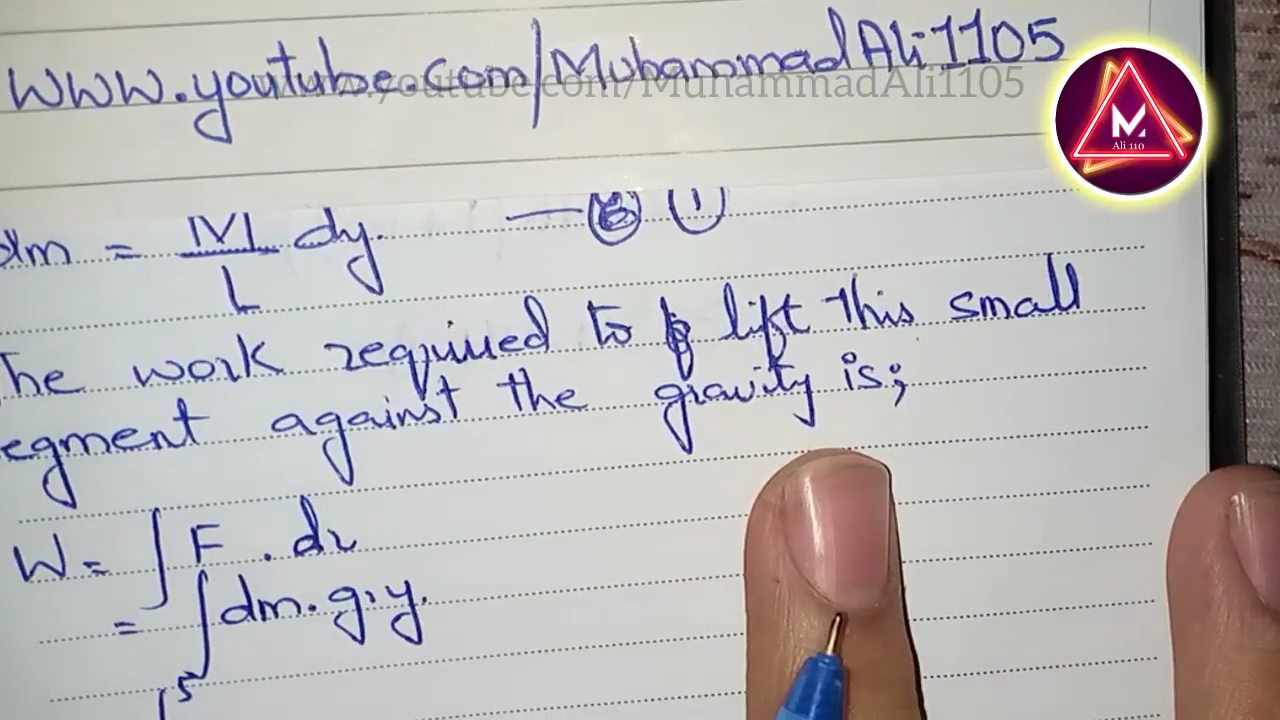 www.youtube.com/MuhammadAli1105
www.youtube.com/MuhammadAli1105
M
Ali 110
dm = M/L dy. — ①
The work required to lift this small
segment against the gravity is;
W = ∫ F . dr
= ∫ dm . g . y .
∫ 5